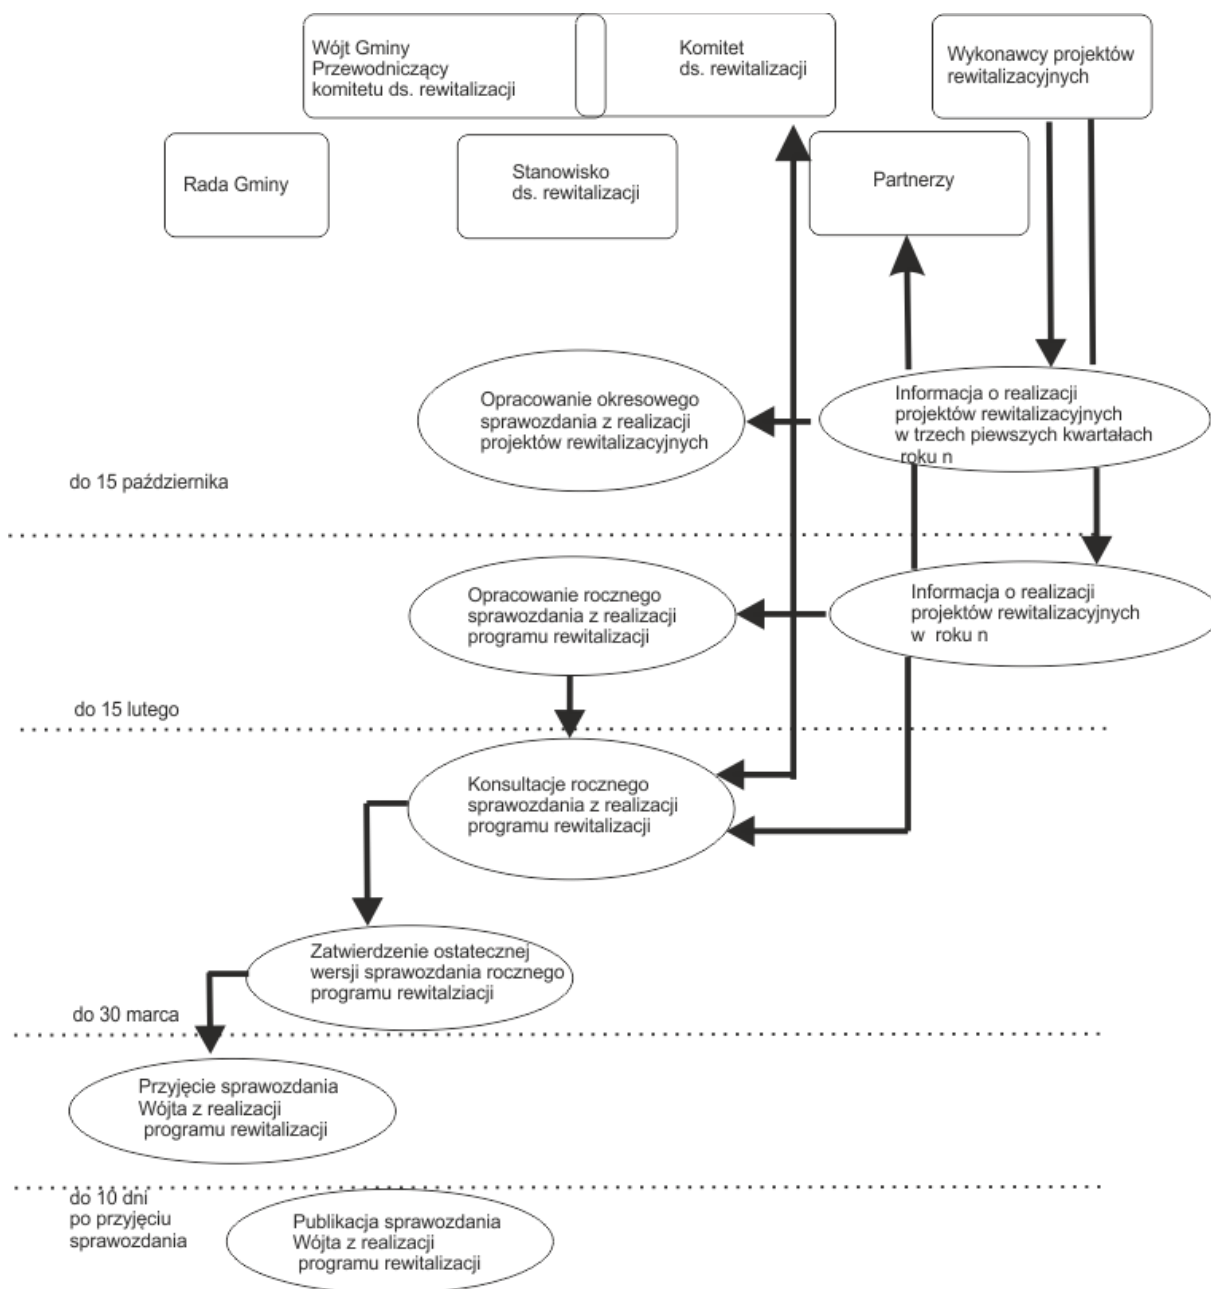 Wójt Gminy
Przewodniczący
komitetu ds. rewitalizacji
Komitet
ds. rewitalizacji
Wykonawcy projektów
rewitalizacyjnych
Rada Gminy
Stanowisko
ds. rewitalizacji
Partnerzy
Opracowanie okresowego
sprawozdania z realizacji
projektów rewitalizacyjnych
Informacja o realizacji
projektów rewitalizacyjnych
w trzech piewszych kwartałach
roku n
do 15 października
Opracowanie rocznego
sprawozdania z realizacji
programu rewitalizacji
Informacja o realizacji
projektów rewitalizacyjnych
w roku n
do 15 lutego
Konsultacje rocznego
sprawozdania z realizacji
programu rewitalizacji
Zatwierdzenie ostatecznej
wersji sprawozdania rocznego
programu rewitalziacji
do 30 marca
Przyjęcie sprawozdania
Wójta z realizacji
programu rewitalizacji
do 10 dni
po przyjęciu
sprawozdania
Publikacja sprawozdania
Wójta z realizacji
programu rewitalizacji